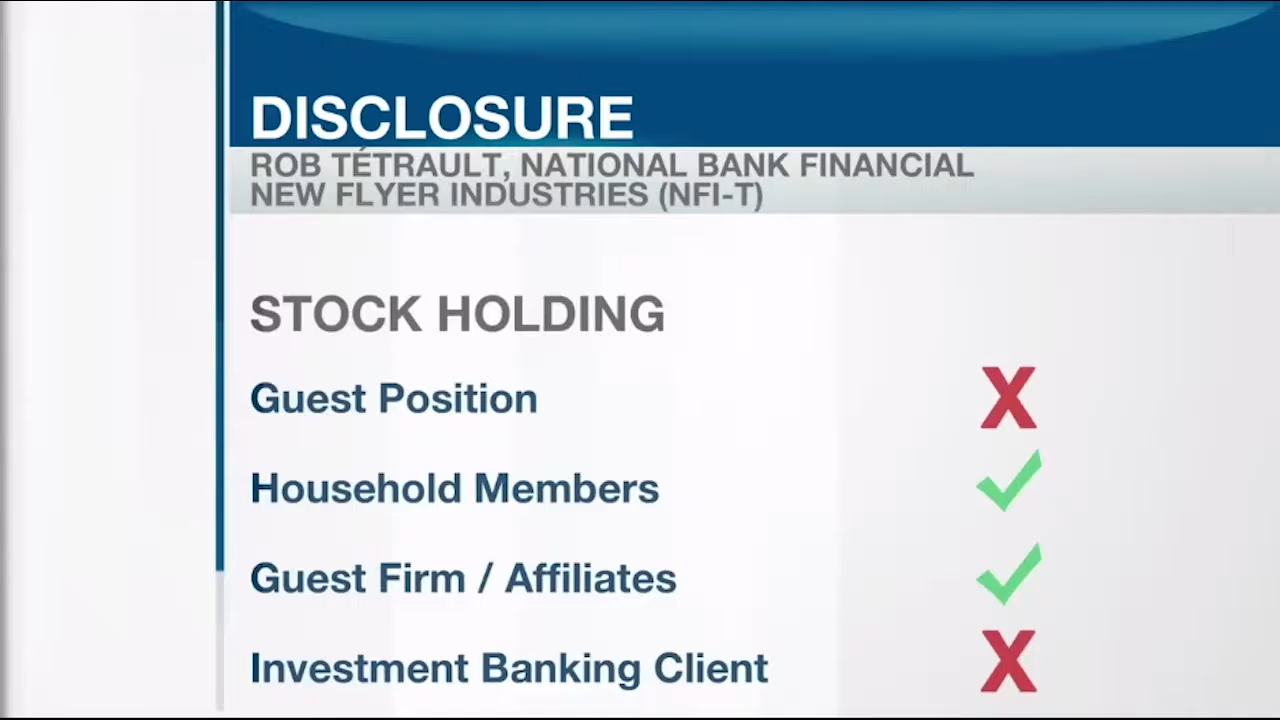 DISCLOSURE
ROB TÉTRAULT, NATIONAL BANK FINANCIAL
NEW FLYER INDUSTRIES (NFI-T)
STOCK HOLDING
Guest Position X
Household Members ✓
Guest Firm / Affiliates ✓
Investment Banking Client X